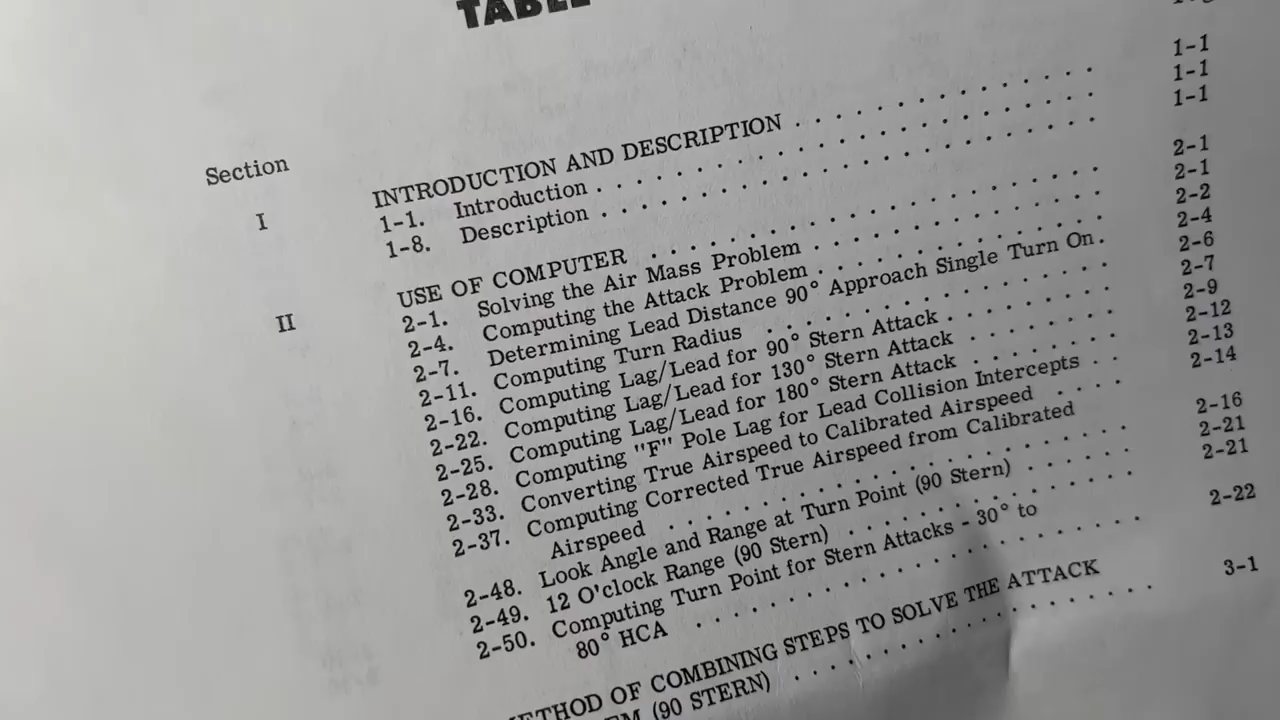 TABLE
Section
I INTRODUCTION AND DESCRIPTION . . . . . . . . . . . . . 1-1
1-1. Introduction . . . . . . . . . . . . . . . . . . . . . . . 1-1
1-8. Description . . . . . . . . . . . . . . . . . . . . . . . 1-1
II USE OF COMPUTER . . . . . . . . . . . . . . . . . . . . 2-1
2-1. Solving the Air Mass Problem . . . . . . . . . . . . . 2-1
2-4. Computing the Attack Problem . . . . . . . . . . . . . 2-2
2-7. Determining Lead Distance 90° Approach Single Turn On. 2-4
2-11. Computing Turn Radius . . . . . . . . . . . . . . . 2-6
2-16. Computing Lag/Lead for 90° Stern Attack . . . . . . . . 2-7
2-22. Computing Lag/Lead for 130° Stern Attack . . . . . . . 2-9
2-25. Computing Lag/Lead for 180° Stern Attack . . . . . . . 2-12
2-28. Computing "F" Pole Lag for Lead Collision Intercepts . . 2-13
2-33. Converting True Airspeed to Calibrated Airspeed . . . . 2-14
2-37. Computing Corrected True Airspeed from Calibrated
Airspeed . . . . . . . . . . . . . . . . . . . . . . 2-16
2-48. Look Angle and Range at Turn Point (90 Stern) . . . . . . 2-21
2-49. 12 O'clock Range (90 Stern) . . . . . . . . . . . . . . 2-21
2-50. Computing Turn Point for Stern Attacks - 30° to
80° HCA . . . . . . . . . . . . . . . . . . . . . . 2-22
METHOD OF COMBINING STEPS TO SOLVE THE ATTACK
(90 STERN) . . . . . . . . . . . . . . . . . 3-1